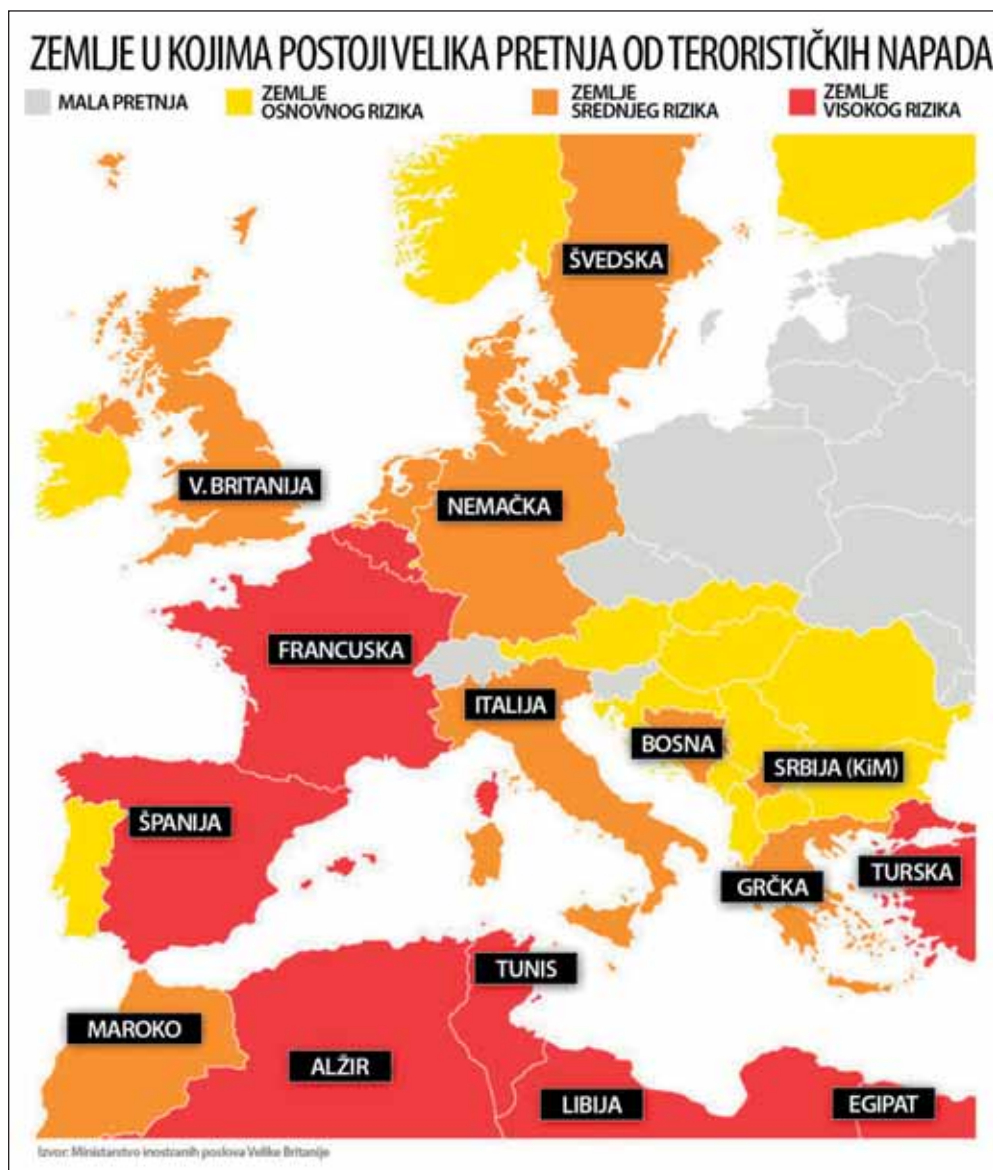 ZEMLJE U KOJIMA POSTOJI VELIKA PRETNJA OD TERORISTIČKIH NAPADA
MALA PRETNJA
ZEMLJE
OSNOVNOG RIZIKA
ZEMLJE
SREDNJEG RIZIKA
ZEMLJE
VISOKOG RIZIKA
ŠVEDSKA
V. BRITANIJA
NEMAČKA
FRANCUSKA
ITALIJA
BOSNA
SRBIJA (KiM)
ŠPANIJA
TURSKA
GRČKA
TUNIS
MAROKO
ALŽIR
LIBIJA
EGIPAT
Izvor: Ministarstvo inostranih poslova Velike Britanije